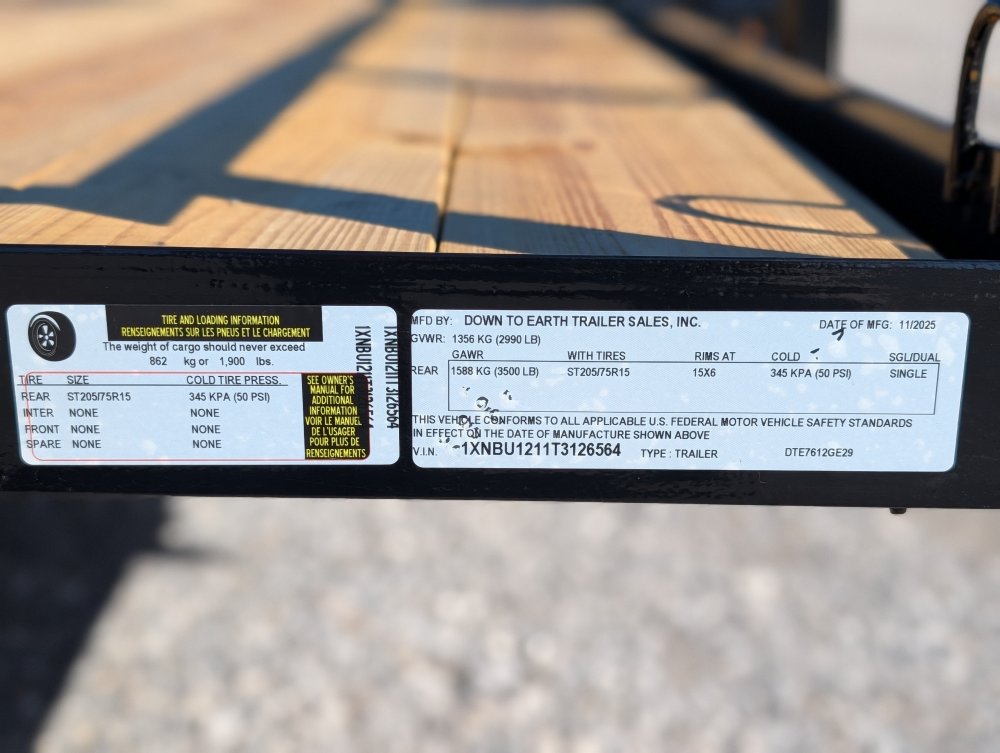 TIRE AND LOADING INFORMATION
RENSEIGNEMENTS SUR LES PNEUS ET LE CHARGEMENT
The weight of cargo should never exceed
862 kg or 1,900 lbs.
TIRE SIZE COLD TIRE PRESS.
REAR ST205/75R15 345 KPA (50 PSI)
INTER NONE NONE
FRONT NONE NONE
SPARE NONE NONE
SEE OWNER'S
MANUAL FOR
ADDITIONAL
INFORMATION
VOIR LE MANUEL
DE L'USAGER
POUR PLUS DE
RENSEIGNEMENTS
1XNBU1211T3126564
MFD BY: DOWN TO EARTH TRAILER SALES, INC. DATE OF MFG: 11/2025
GVWR: 1356 KG (2990 LB)
GAWR WITH TIRES RIMS AT COLD SGL/DUAL
REAR 1588 KG (3500 LB) ST205/75R15 15X6 345 KPA (50 PSI) SINGLE
THIS VEHICLE CONFORMS TO ALL APPLICABLE U.S. FEDERAL MOTOR VEHICLE SAFETY STANDARDS
IN EFFECT ON THE DATE OF MANUFACTURE SHOWN ABOVE
V.I.N. 1XNBU1211T3126564 TYPE : TRAILER DTE7612GE29